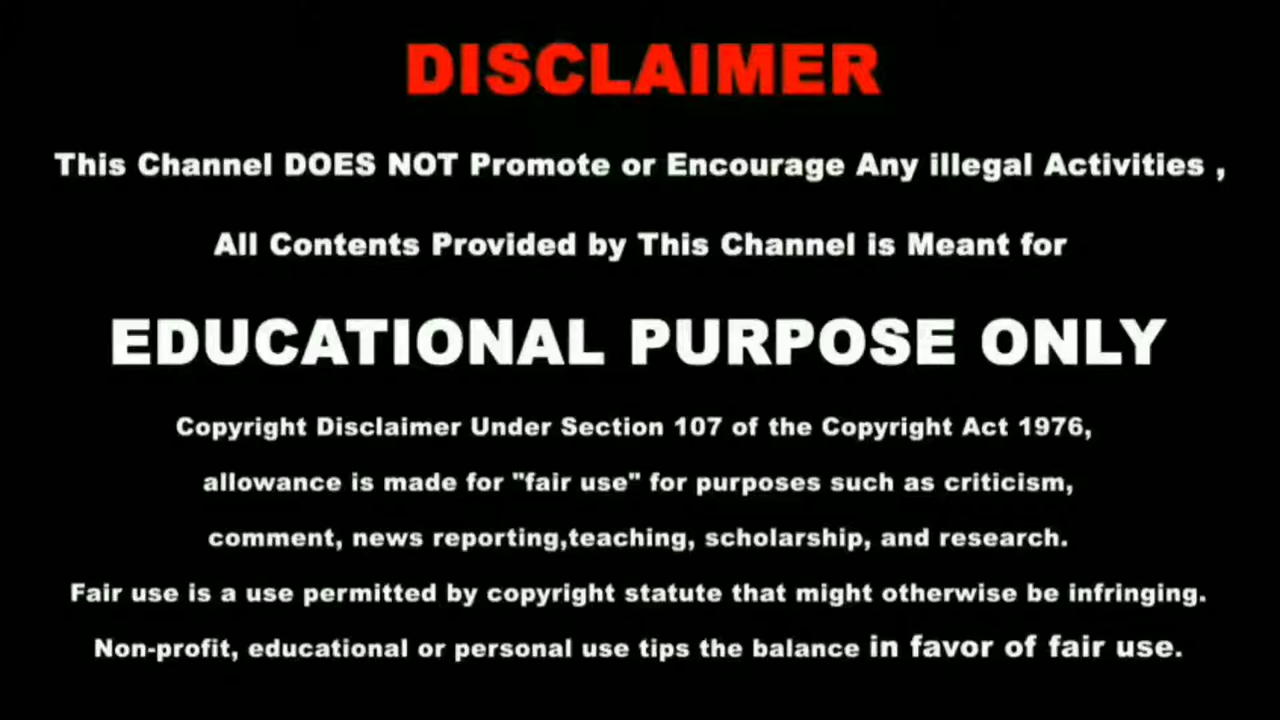 DISCLAIMER
This Channel DOES NOT Promote or Encourage Any illegal Activities ,
All Contents Provided by This Channel is Meant for
EDUCATIONAL PURPOSE ONLY
Copyright Disclaimer Under Section 107 of the Copyright Act 1976,
allowance is made for "fair use" for purposes such as criticism,
comment, news reporting,teaching, scholarship, and research.
Fair use is a use permitted by copyright statute that might otherwise be infringing.
Non-profit, educational or personal use tips the balance in favor of fair use.